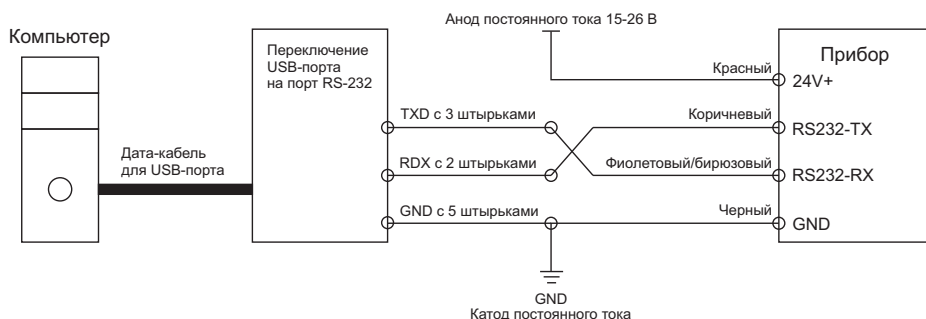 Анод постоянного тока 15-26 В
Компьютер
Переключение
USB-порта
на порт RS-232
Прибор
Красный
24V+
TXD с 3 штырьками
Коричневый
RS232-TX
Дата-кабель
для USB-порта
RDX с 2 штырьками
Фиолетовый/бирюзовый
RS232-RX
GND с 5 штырьками
Черный
GND
GND
Катод постоянного тока